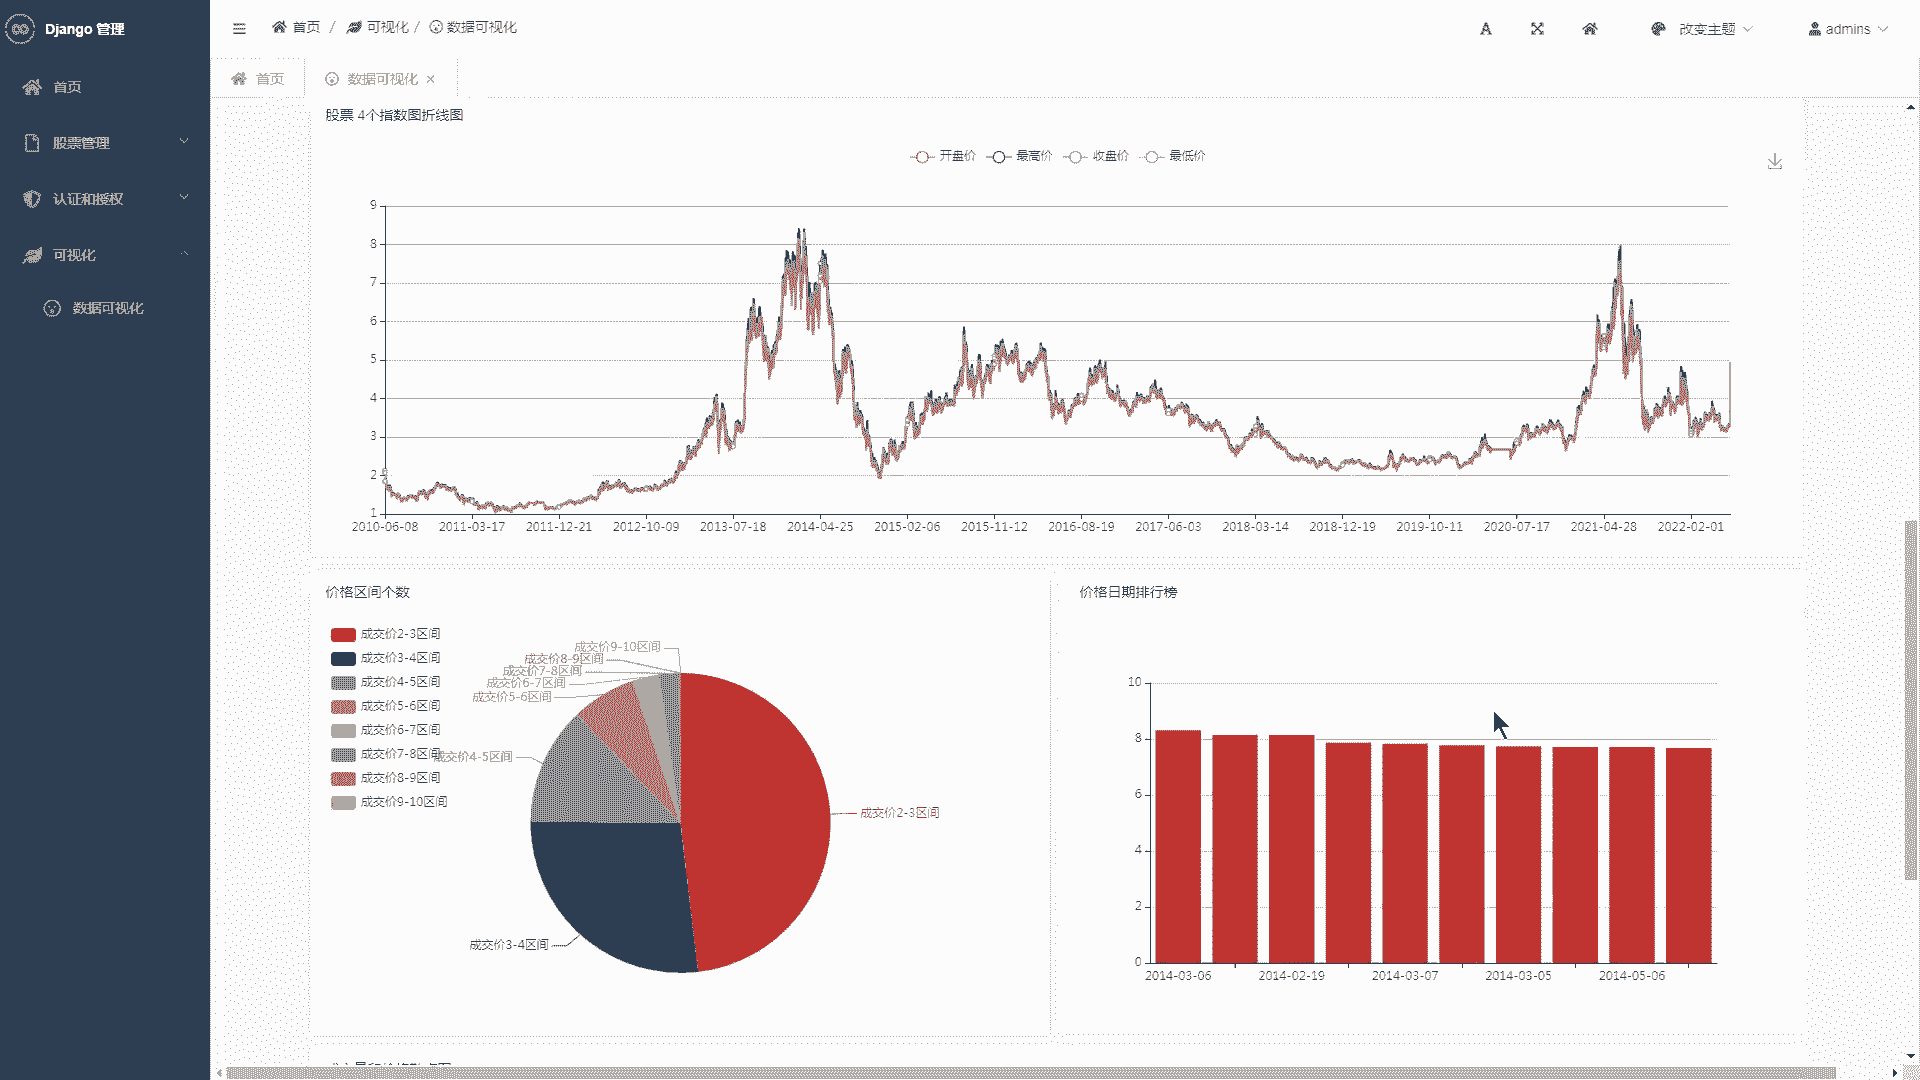 Django 管理
首页
股票管理
认证和授权
可视化
数据可视化
首页 / 可视化 / 数据可视化
改变主题
admins
首页
数据可视化 ×
股票 4个指数图折线图
开盘价 最高价 收盘价 最低价
9
8
7
6
5
4
3
2
1
2010-06-08 2011-03-17 2011-12-21 2012-10-09 2013-07-18 2014-04-25 2015-02-06 2015-11-12 2016-08-19 2017-06-03 2018-03-14 2018-12-19 2019-10-11 2020-07-17 2021-04-28 2022-02-01
价格区间个数
成交价2-3区间
成交价3-4区间
成交价4-5区间
成交价5-6区间
成交价6-7区间
成交价7-8区间
成交价8-9区间
成交价9-10区间
成交价9-10区间
成交价8-9区间
成交价7-8区间
成交价6-7区间
成交价5-6区间
成交价4-5区间
成交价2-3区间
成交价3-4区间
价格日期排行榜
10
8
6
4
2
0
2014-03-06 2014-02-19 2014-03-07 2014-03-05 2014-05-06